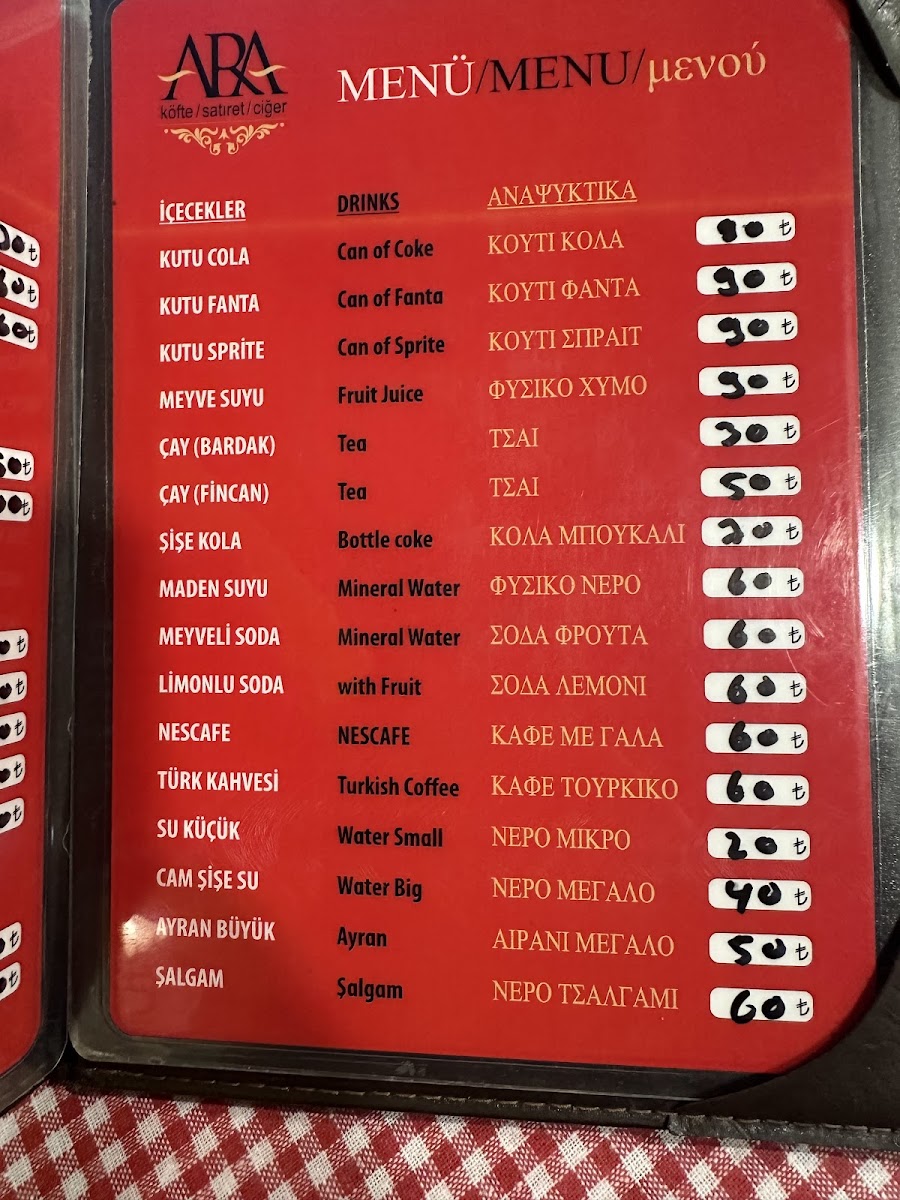 ARA
köfte / satıret / ciğer
MENÜ/MENU/μενού
İÇECEKLER DRINKS ΑΝΑΨΥΚΤΙΚΑ
KUTU COLA Can of Coke ΚΟΥΤΙ ΚΟΛΑ 90 ₺
KUTU FANTA Can of Fanta ΚΟΥΤΙ ΦΑΝΤΑ 90 ₺
KUTU SPRİTE Can of Sprite ΚΟΥΤΙ ΣΠΡΑΙΤ 90 ₺
MEYVE SUYU Fruit Juice ΦΥΣΙΚΟ ΧΥΜΟ 90 ₺
ÇAY (BARDAK) Tea ΤΣΑΙ 30 ₺
ÇAY (FİNCAN) Tea ΤΣΑΙ 50 ₺
ŞİŞE KOLA Bottle coke ΚΟΛΑ ΜΠΟΥΚΑΛΙ ₺
MADEN SUYU Mineral Water ΦΥΣΙΚΟ ΝΕΡΟ 60 ₺
MEYVELİ SODA Mineral Water ΣΟΔΑ ΦΡΟΥΤΑ 60 ₺
LİMONLU SODA with Fruit ΣΟΔΑ ΛΕΜΟΝΙ 60 ₺
NESCAFE NESCAFE ΚΑΦΕ ΜΕ ΓΑΛΑ 60 ₺
TÜRK KAHVESİ Turkish Coffee ΚΑΦΕ ΤΟΥΡΚΙΚΟ 60 ₺
SU KÜÇÜK Water Small ΝΕΡΟ ΜΙΚΡΟ 20 ₺
CAM ŞİŞE SU Water Big ΝΕΡΟ ΜΕΓΑΛΟ 40 ₺
AYRAN BÜYÜK Ayran ΑΙΡΑΝΙ ΜΕΓΑΛΟ 50 ₺
ŞALGAM Şalgam ΝΕΡΟ ΤΣΑΛΓΑΜΙ 60 ₺